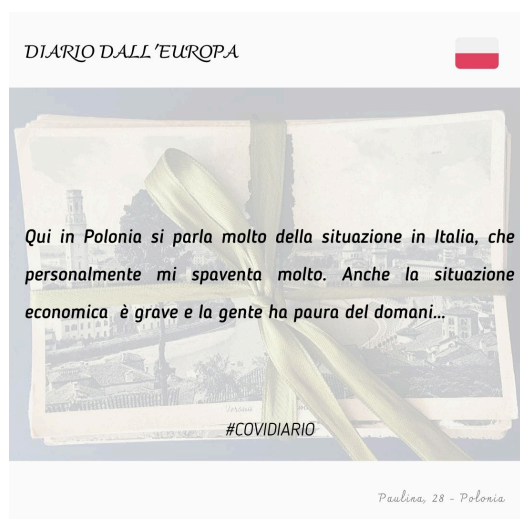 DIARIO DALL'EUROPA
Qui in Polonia si parla molto della situazione in Italia, che
personalmente mi spaventa molto. Anche la situazione
economica è grave e la gente ha paura del domani...
Verona
#COVIDIARIO
Paulina, 28 - Polonia